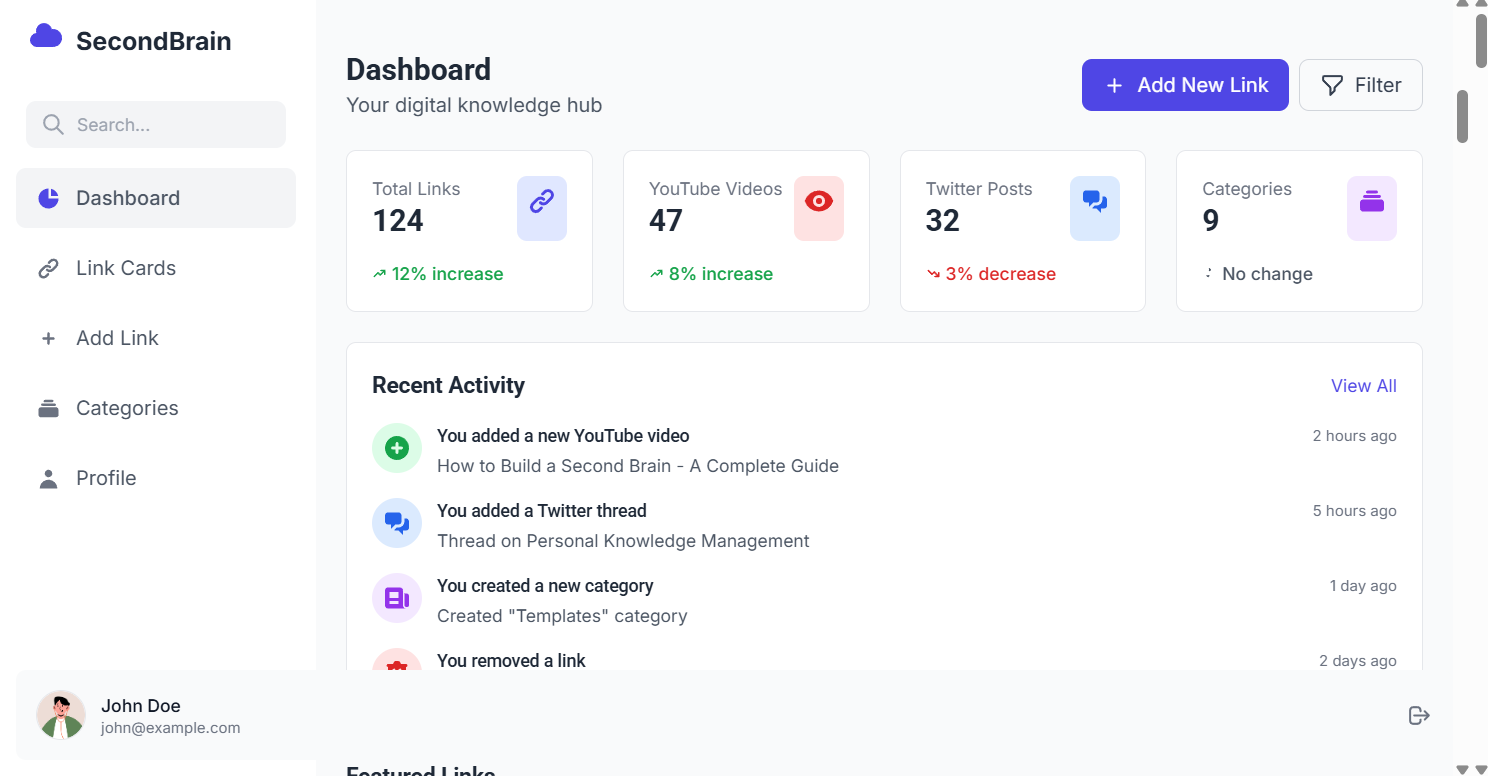 SecondBrain
Search...
Dashboard
Link Cards
Add Link
Categories
Profile
John Doe
john@example.com
Dashboard
Your digital knowledge hub
Add New Link
Filter
Total Links
124
12% increase
YouTube Videos
47
8% increase
Twitter Posts
32
3% decrease
Categories
9
No change
Recent Activity
View All
You added a new YouTube video
2 hours ago
How to Build a Second Brain - A Complete Guide
You added a Twitter thread
5 hours ago
Thread on Personal Knowledge Management
You created a new category
1 day ago
Created "Templates" category
You removed a link
2 days ago
Featured Links